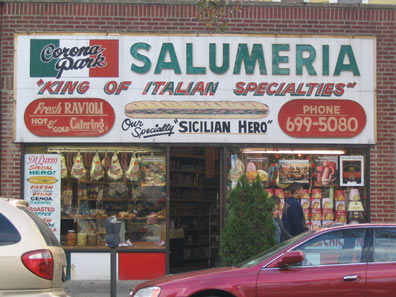 Corona Park
SALUMERIA
"KING OF ITALIAN SPECIALTIES"
Fresh RAVIOLI
HOT & COLD Catering
Our Specialty "SICILIAN HERO"
PHONE
699-5080
SPECIAL
HERO!
FRESH
GENOA
ROASTED
PEPPER